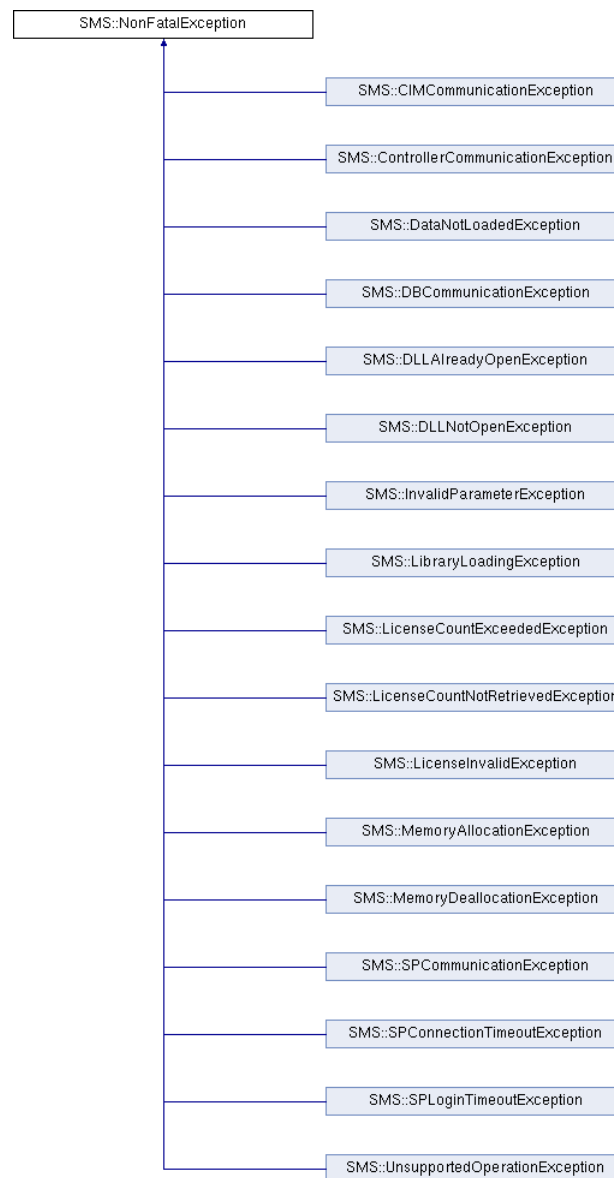 SMS::NonFatalException
SMS::CIMCommunicationException
SMS::ControllerCommunicationException
SMS::DataNotLoadedException
SMS::DBCommunicationException
SMS::DLLAlreadyOpenException
SMS::DLLNotOpenException
SMS::InvalidParameterException
SMS::LibraryLoadingException
SMS::LicenseCountExceededException
SMS::LicenseCountNotRetrievedException
SMS::LicenseInvalidException
SMS::MemoryAllocationException
SMS::MemoryDeallocationException
SMS::SPCommunicationException
SMS::SPConnectionTimeoutException
SMS::SPLoginTimeoutException
SMS::UnsupportedOperationException